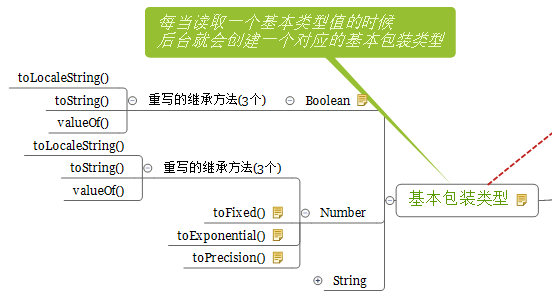 每当读取一个基本类型值的时候
后台就会创建一个对应的基本包装类型
toLocaleString()
toString()
valueOf()
重写的继承方法(3个)
Boolean
toLocaleString()
toString()
valueOf()
重写的继承方法(3个)
toFixed()
toExponential()
toPrecision()
Number
String
基本包装类型